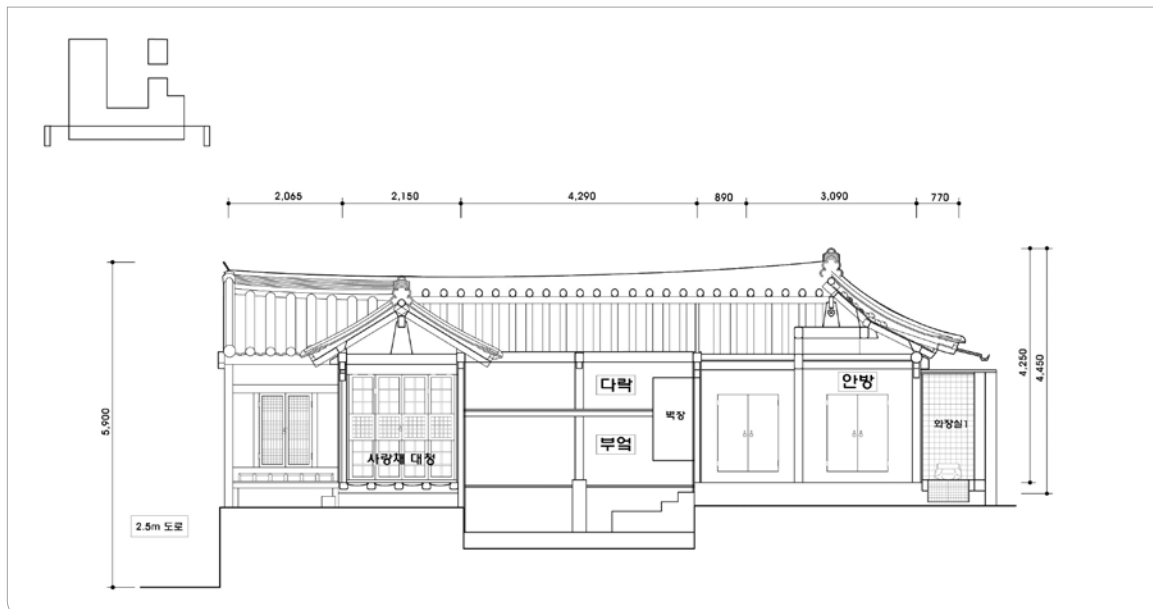 2,065
2,150
4,290
890
3,090
770
5,900
4,250
4,450
다락
벽장
안방
부엌
화장실1
사랑채 대청
2.5m 도로